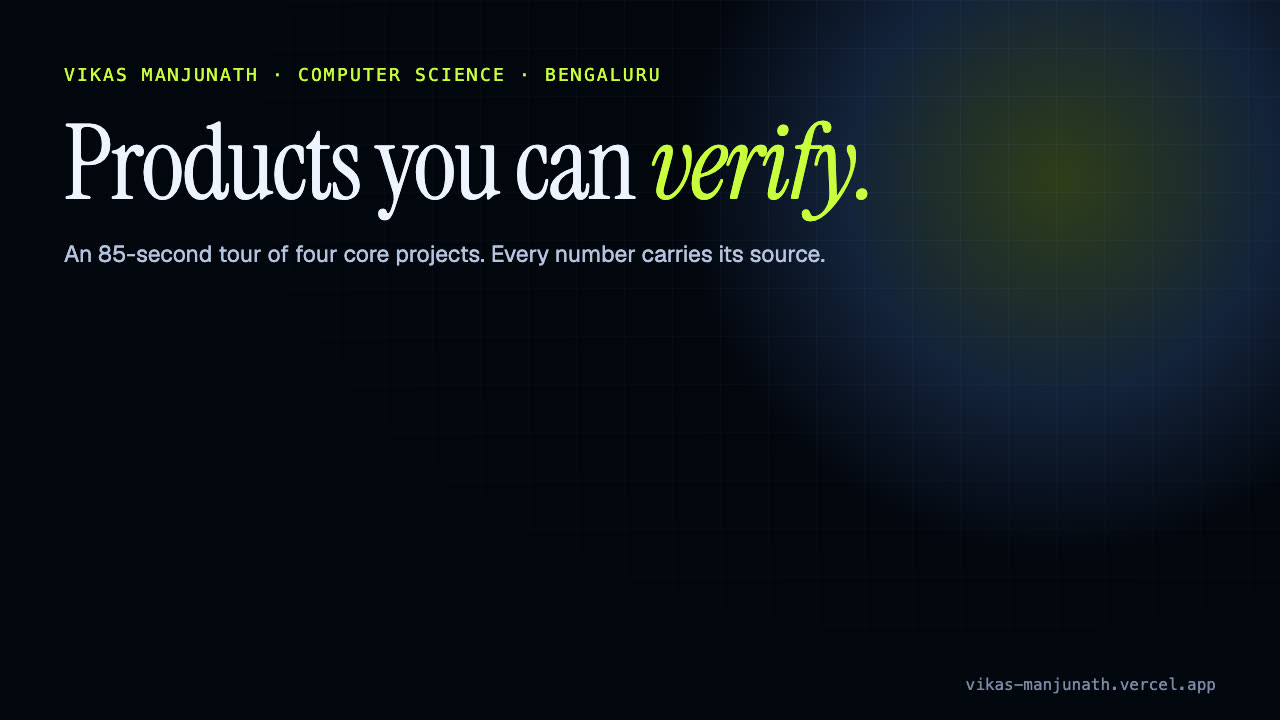 VIKAS MANJUNATH · COMPUTER SCIENCE · BENGALURU
Products you can verify.
An 85-second tour of four core projects. Every number carries its source.
vikas-manjunath.vercel.app